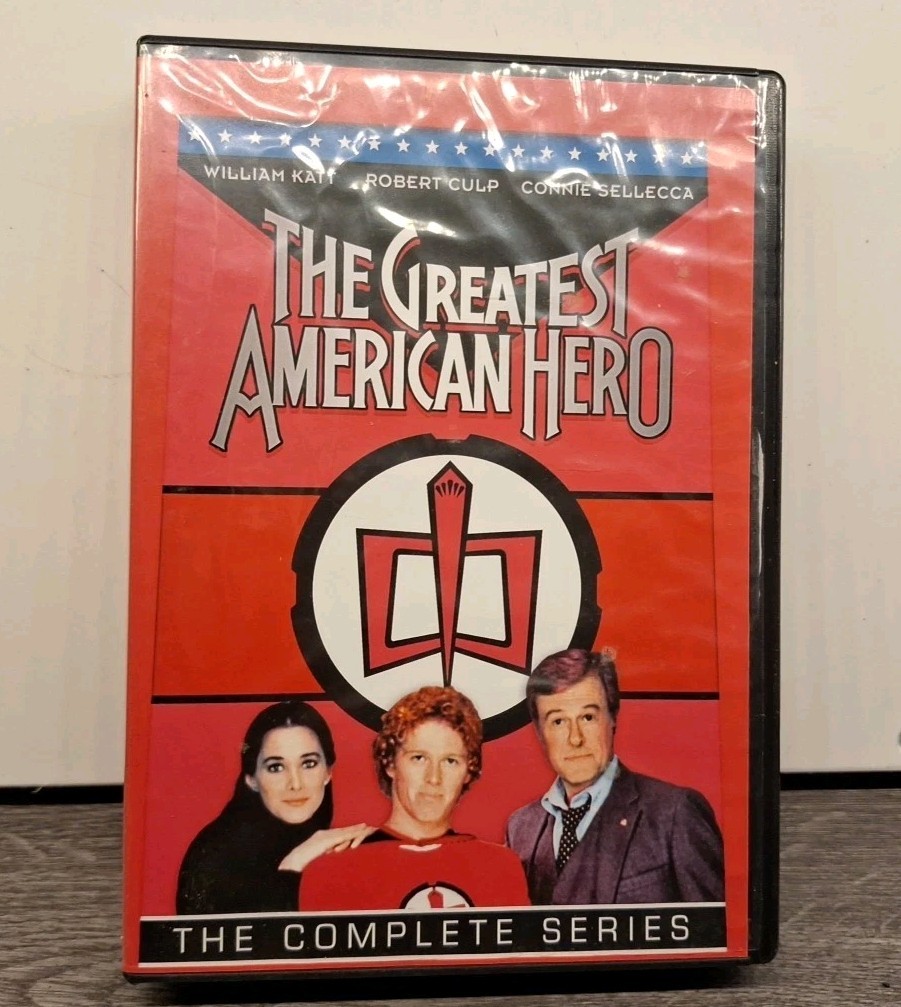 WILLIAM KATT ROBERT CULP CONNIE SELLECCA
THE GREATEST
AMERICAN HERO
THE COMPLETE SERIES